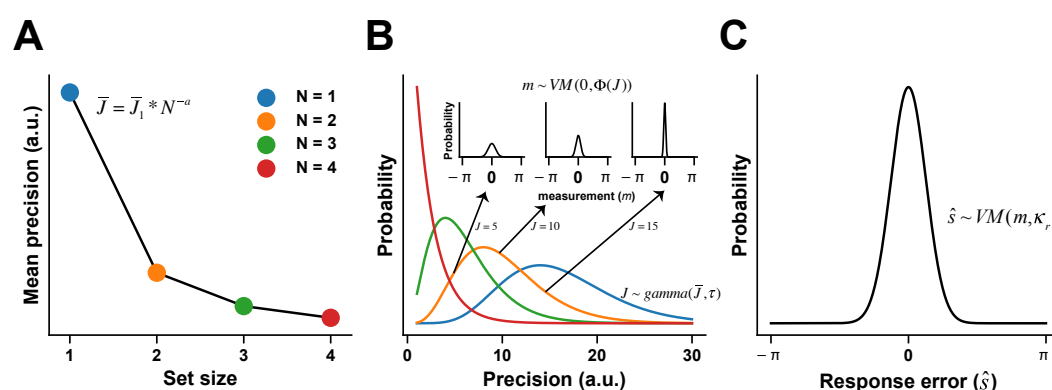 A
B
C
J̅ = J̅₁ * N⁻ᵃ
N = 1
N = 2
N = 3
N = 4
Mean precision (a.u.)
1 2 3 4
Set size
m ~ VM(0,Φ(J))
Probability
− π 0 π
− π 0 π
− π 0 π
measurement (m)
J = 5
J = 10
J = 15
J ~ gamma(J̅,τ)
Probability
0 10 20 30
Precision (a.u.)
ŝ ~ VM(m,κᵣ
Probability
− π 0 π
Response error (ŝ)